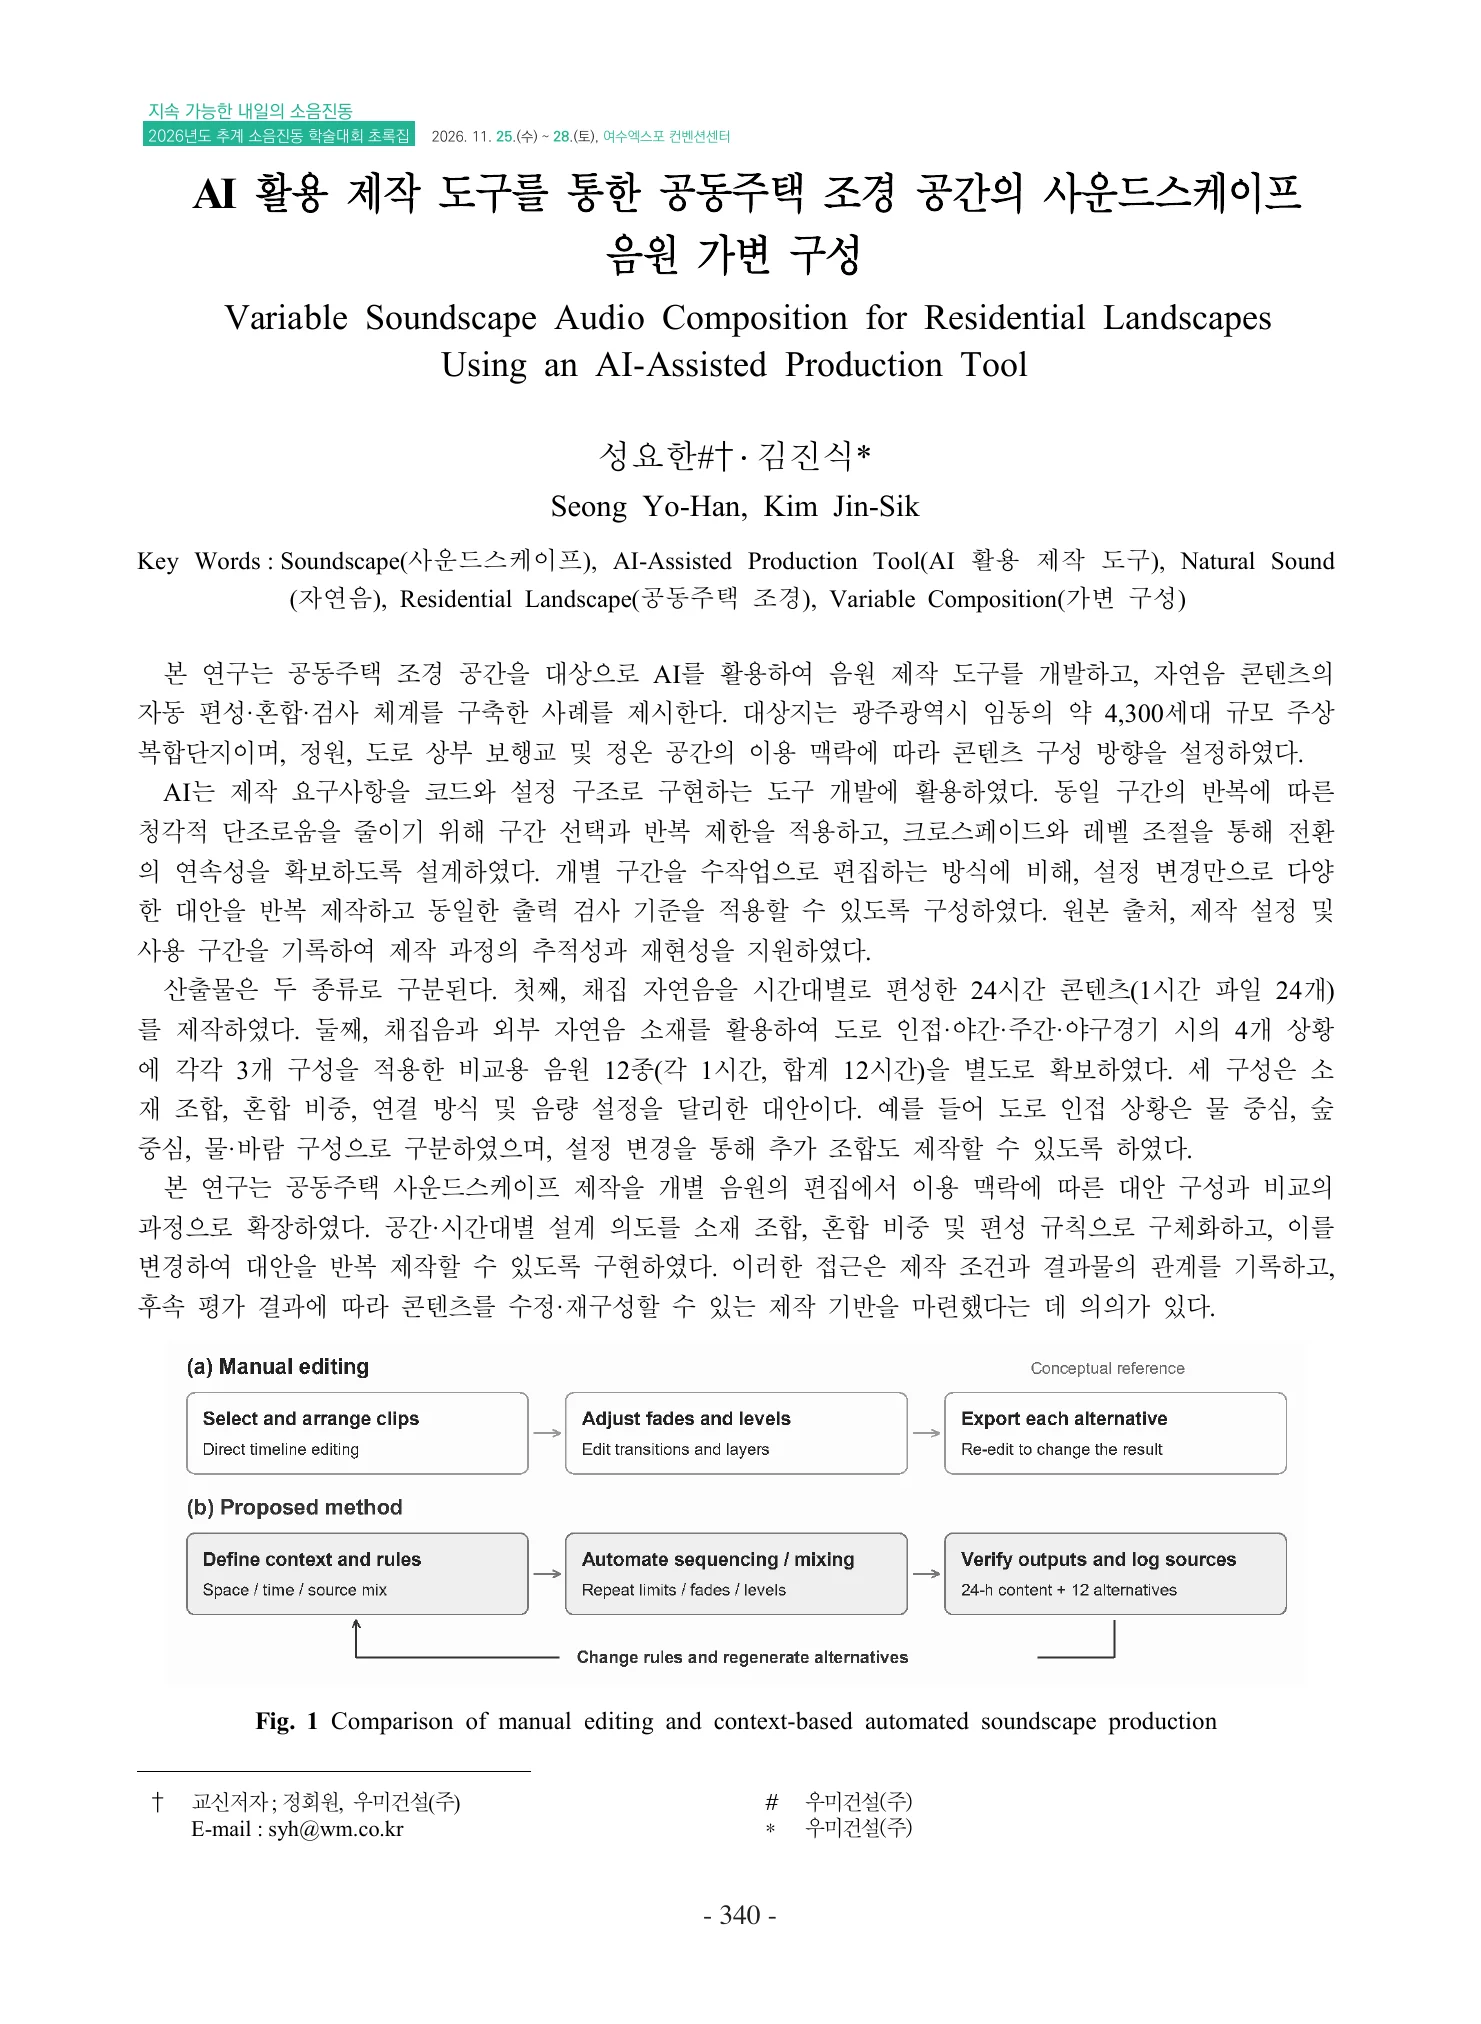 지속 가능한 내일의 소음진동
2026년도 추계 소음진동 학술대회 초록집 2026. 11. 25.(수) ~ 28.(토), 여수엑스포 컨벤션센터
AI 활용 제작 도구를 통한 공동주택 조경 공간의 사운드스케이프
음원 가변 구성
Variable Soundscape Audio Composition for Residential Landscapes
Using an AI-Assisted Production Tool
성요한#† · 김진식*
Seong Yo-Han, Kim Jin-Sik
Key Words : Soundscape(사운드스케이프), AI-Assisted Production Tool(AI 활용 제작 도구), Natural Sound
(자연음), Residential Landscape(공동주택 조경), Variable Composition(가변 구성)
본 연구는 공동주택 조경 공간을 대상으로 AI를 활용하여 음원 제작 도구를 개발하고, 자연음 콘텐츠의
자동 편성·혼합·검사 체계를 구축한 사례를 제시한다. 대상지는 광주광역시 임동의 약 4,300세대 규모 주상
복합단지이며, 정원, 도로 상부 보행교 및 정온 공간의 이용 맥락에 따라 콘텐츠 구성 방향을 설정하였다.
AI는 제작 요구사항을 코드와 설정 구조로 구현하는 도구 개발에 활용하였다. 동일 구간의 반복에 따른
청각적 단조로움을 줄이기 위해 구간 선택과 반복 제한을 적용하고, 크로스페이드와 레벨 조절을 통해 전환
의 연속성을 확보하도록 설계하였다. 개별 구간을 수작업으로 편집하는 방식에 비해, 설정 변경만으로 다양
한 대안을 반복 제작하고 동일한 출력 검사 기준을 적용할 수 있도록 구성하였다. 원본 출처, 제작 설정 및
사용 구간을 기록하여 제작 과정의 추적성과 재현성을 지원하였다.
산출물은 두 종류로 구분된다. 첫째, 채집 자연음을 시간대별로 편성한 24시간 콘텐츠(1시간 파일 24개)
를 제작하였다. 둘째, 채집음과 외부 자연음 소재를 활용하여 도로 인접·야간·주간·야구경기 시의 4개 상황
에 각각 3개 구성을 적용한 비교용 음원 12종(각 1시간, 합계 12시간)을 별도로 확보하였다. 세 구성은 소
재 조합, 혼합 비중, 연결 방식 및 음량 설정을 달리한 대안이다. 예를 들어 도로 인접 상황은 물 중심, 숲
중심, 물·바람 구성으로 구분하였으며, 설정 변경을 통해 추가 조합도 제작할 수 있도록 하였다.
본 연구는 공동주택 사운드스케이프 제작을 개별 음원의 편집에서 이용 맥락에 따른 대안 구성과 비교의
과정으로 확장하였다. 공간·시간대별 설계 의도를 소재 조합, 혼합 비중 및 편성 규칙으로 구체화하고, 이를
변경하여 대안을 반복 제작할 수 있도록 구현하였다. 이러한 접근은 제작 조건과 결과물의 관계를 기록하고,
후속 평가 결과에 따라 콘텐츠를 수정·재구성할 수 있는 제작 기반을 마련했다는 데 의의가 있다.
(a) Manual editing Conceptual reference
Select and arrange clips Adjust fades and levels Export each alternative
Direct timeline editing Edit transitions and layers Re-edit to change the result
(b) Proposed method
Define context and rules Automate sequencing / mixing Verify outputs and log sources
Space / time / source mix Repeat limits / fades / levels 24-h content + 12 alternatives
Change rules and regenerate alternatives
Fig. 1 Comparison of manual editing and context-based automated soundscape production
† 교신저자 ; 정회원, 우미건설(주)
E-mail : syh@wm.co.kr
# 우미건설(주)
* 우미건설(주)
- 340 -